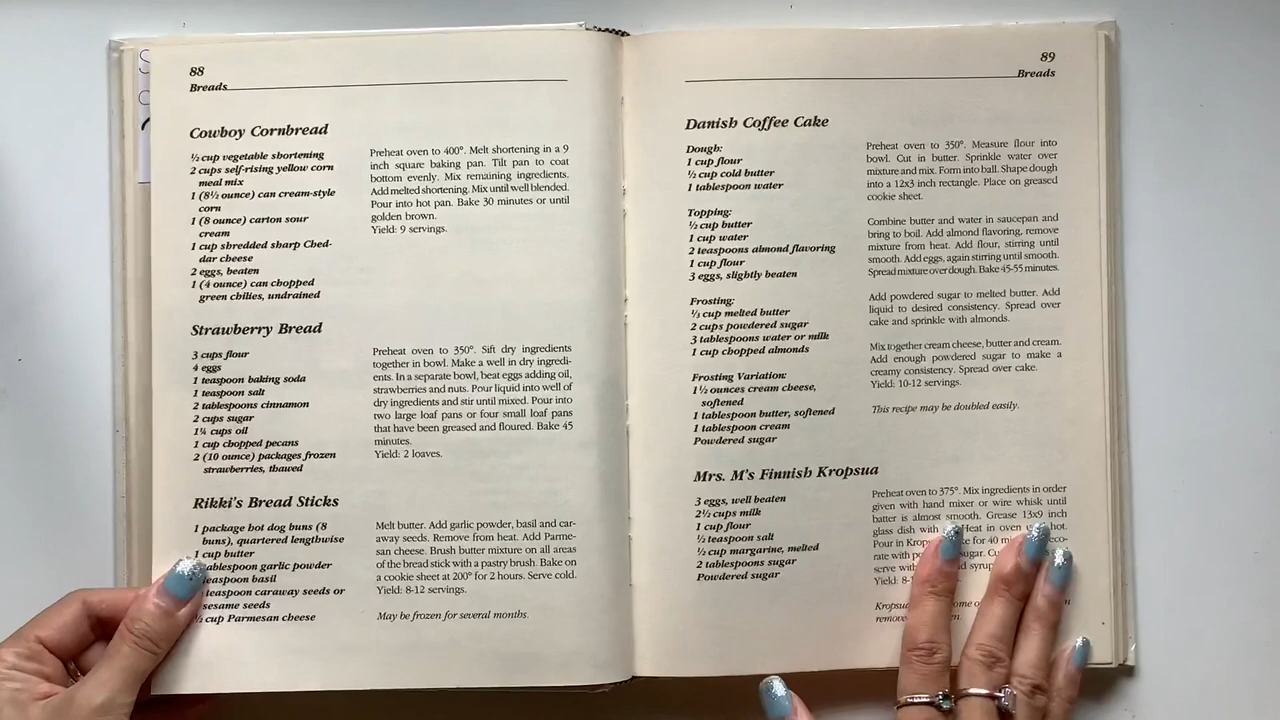 88
Breads
Cowboy Cornbread
½ cup vegetable shortening
2 cups self-rising yellow corn
meal mix
1 (8½ ounce) can cream-style
corn
1 (8 ounce) carton sour
cream
1 cup shredded sharp Ched-
dar cheese
2 eggs, beaten
1 (4 ounce) can chopped
green chilies, undrained
Preheat oven to 400°. Melt shortening in a 9
inch square baking pan. Tilt pan to coat
bottom evenly. Mix remaining ingredients.
Add melted shortening. Mix until well blended.
Pour into hot pan. Bake 30 minutes or until
golden brown.
Yield: 9 servings.
Strawberry Bread
3 cups flour
4 eggs
1 teaspoon baking soda
1 teaspoon salt
2 tablespoons cinnamon
2 cups sugar
1¼ cups oil
1 cup chopped pecans
2 (10 ounce) packages frozen
strawberries, thawed
Preheat oven to 350°. Sift dry ingredients
together in bowl. Make a well in dry ingredi-
ents. In a separate bowl, beat eggs adding oil,
strawberries and nuts. Pour liquid into well of
dry ingredients and stir until mixed. Pour into
two large loaf pans or four small loaf pans
that have been greased and floured. Bake 45
minutes.
Yield: 2 loaves.
Rikki's Bread Sticks
1 package hot dog buns (8
buns), quartered lengthwise
1 cup butter
tablespoon garlic powder
teaspoon basil
teaspoon caraway seeds or
sesame seeds
½ cup Parmesan cheese
Melt butter. Add garlic powder, basil and car-
away seeds. Remove from heat. Add Parme-
san cheese. Brush butter mixture on all areas
of the bread stick with a pastry brush. Bake on
a cookie sheet at 200° for 2 hours. Serve cold.
Yield: 8-12 servings.
May be frozen for several months.
89
Breads
Danish Coffee Cake
Dough:
1 cup flour
½ cup cold butter
1 tablespoon water
Topping:
½ cup butter
1 cup water
2 teaspoons almond flavoring
1 cup flour
3 eggs, slightly beaten
Frosting:
⅓ cup melted butter
2 cups powdered sugar
3 tablespoons water or milk
1 cup chopped almonds
Frosting Variation:
1½ ounces cream cheese,
softened
1 tablespoon butter, softened
1 tablespoon cream
Powdered sugar
Preheat oven to 350°. Measure flour into
bowl. Cut in butter. Sprinkle water over
mixture and mix. Form into ball. Shape dough
into a 12x3 inch rectangle. Place on greased
cookie sheet.
Combine butter and water in saucepan and
bring to boil. Add almond flavoring, remove
mixture from heat. Add flour, stirring until
smooth. Add eggs, again stirring until smooth.
Spread mixture over dough. Bake 45-55 minutes.
Add powdered sugar to melted butter. Add
liquid to desired consistency. Spread over
cake and sprinkle with almonds.
Mix together cream cheese, butter and cream.
Add enough powdered sugar to make a
creamy consistency. Spread over cake.
Yield: 10-12 servings.
This recipe may be doubled easily.
Mrs. M's Finnish Kropsua
3 eggs, well beaten
2½ cups milk
1 cup flour
½ teaspoon salt
½ cup margarine, melted
2 tablespoons sugar
Powdered sugar
Preheat oven to 375°. Mix ingredients in order
given with hand mixer or wire whisk until
batter is almost smooth. Grease 13x9 inch
glass dish with Heat in oven hot.
Pour in for 40
rate with sugar.
serve with
Yield:
remove